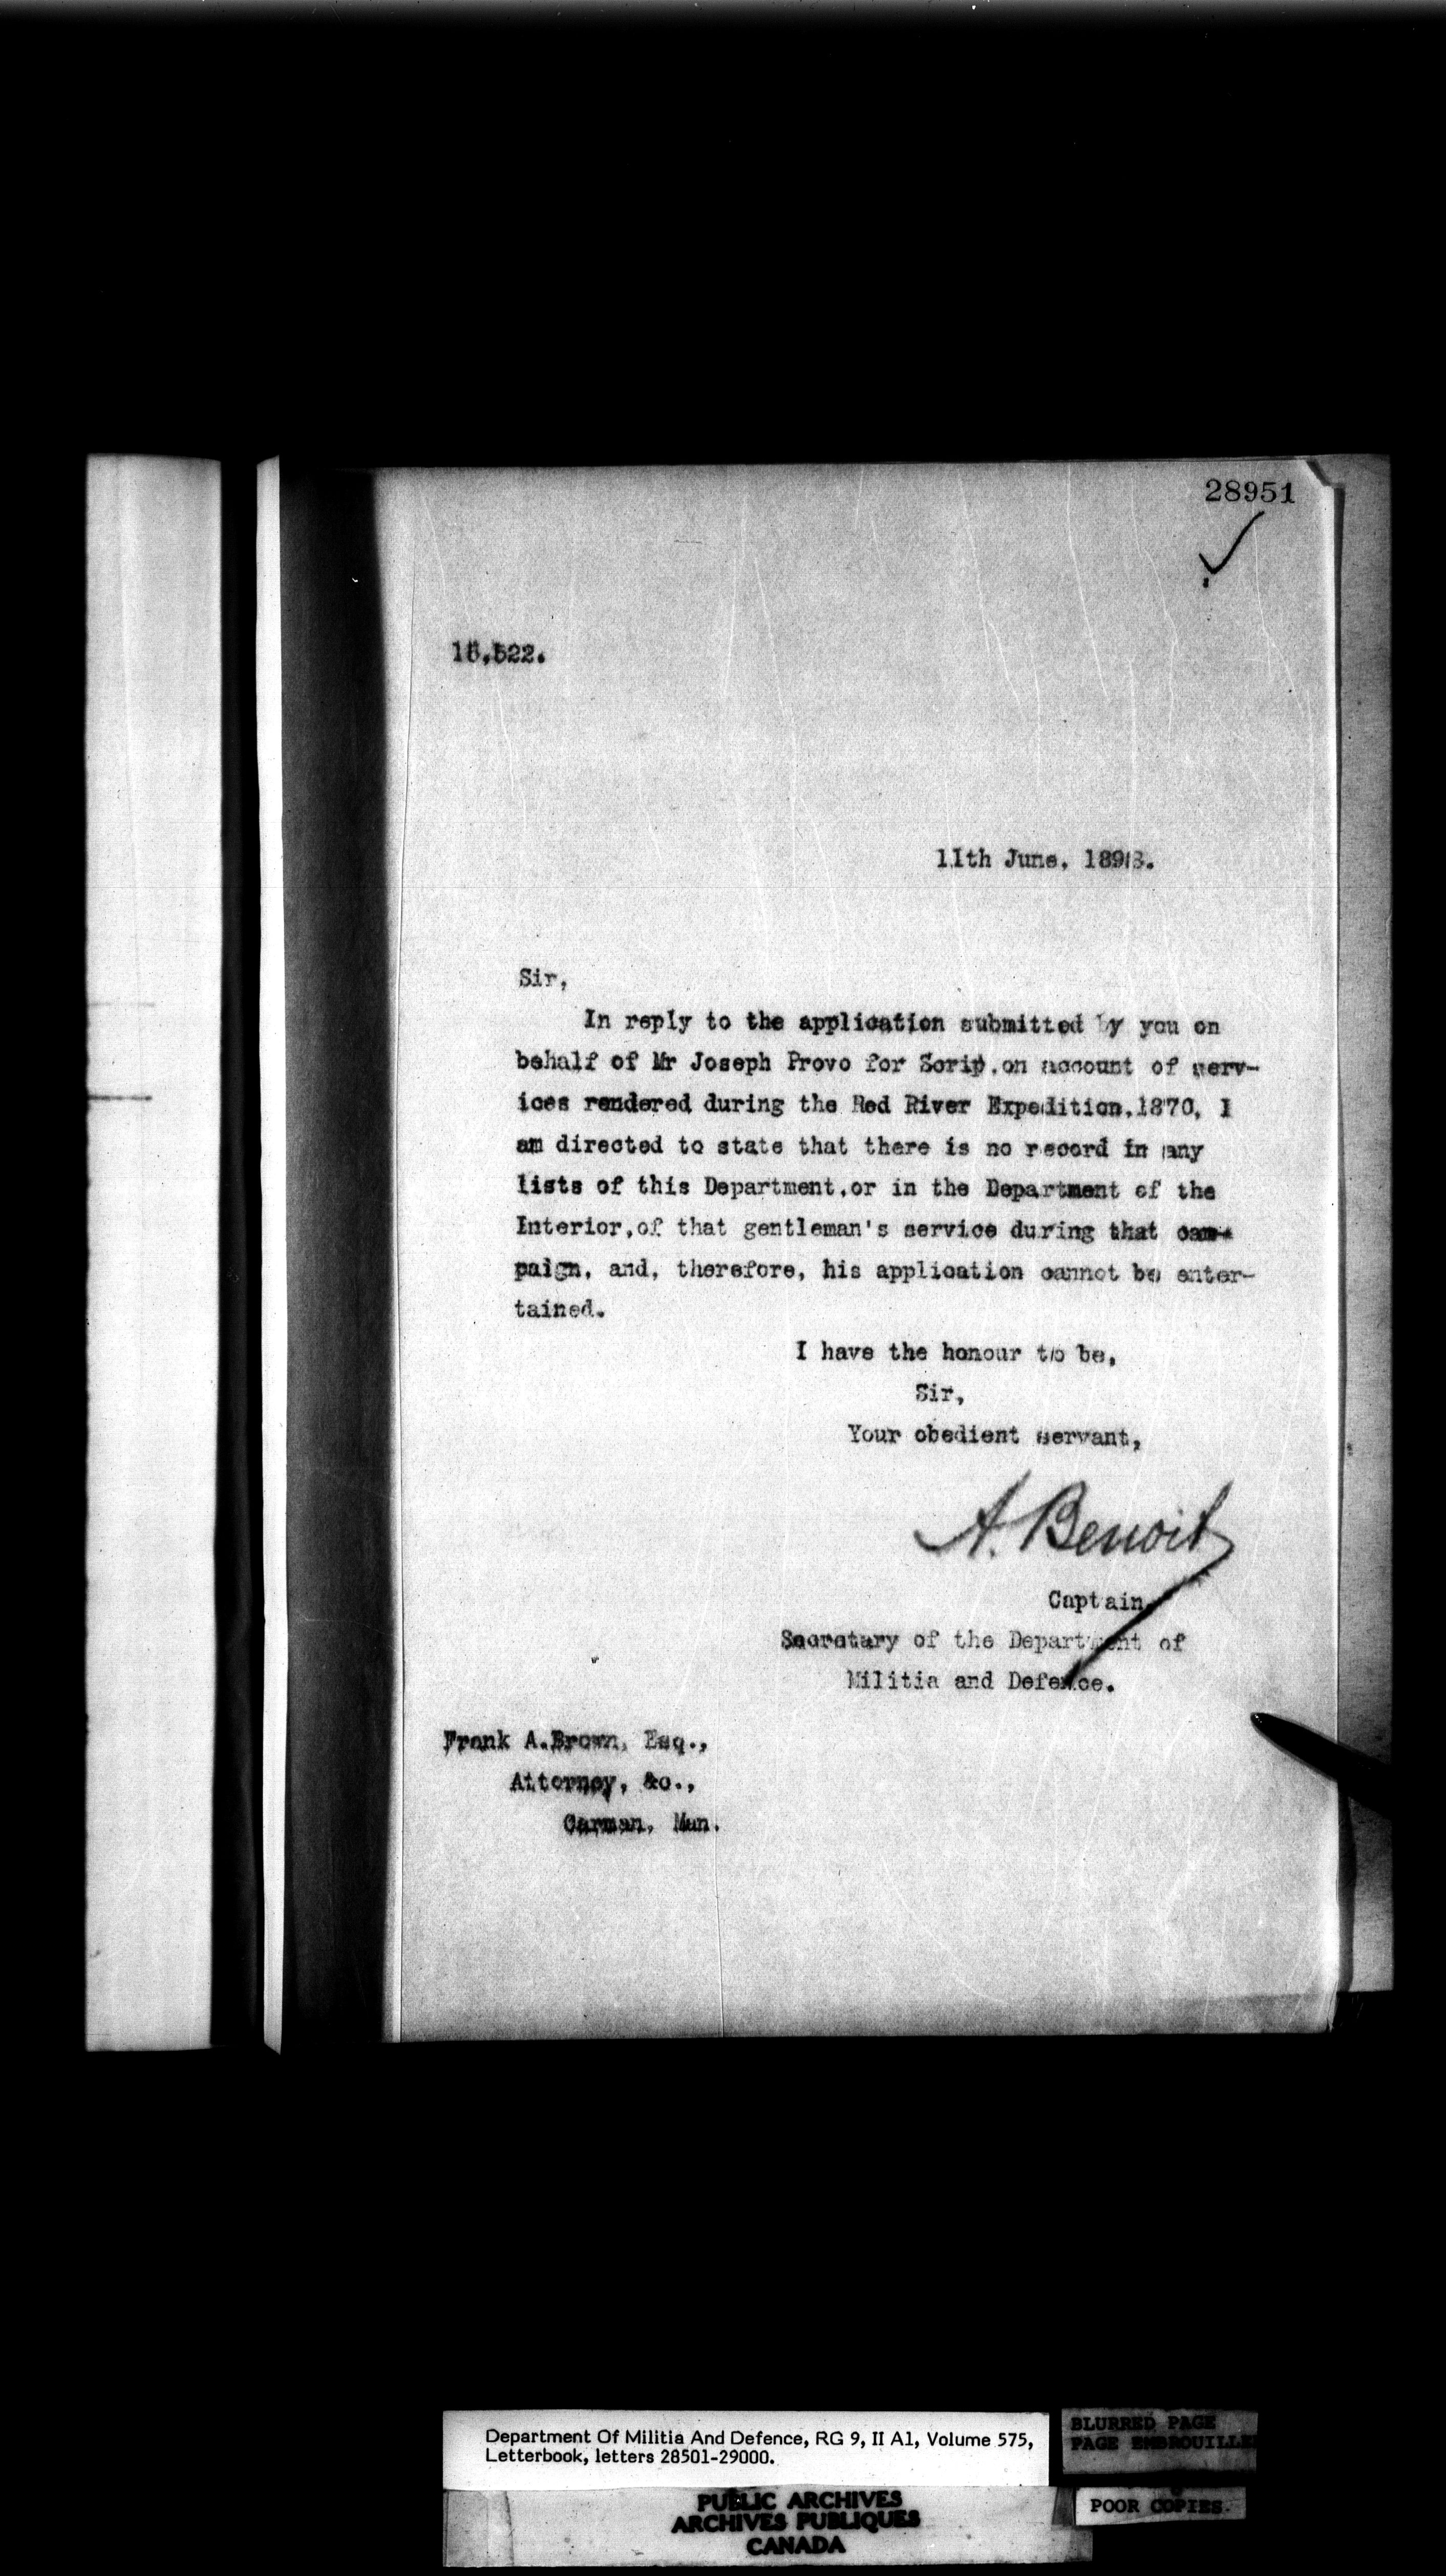 28951
15,522.
11th June, 1898.
Sir,
In reply to the application submitted by you on
behalf of Mr Joseph Provo for Scrip,on account of serv-
ices rendered during the Red River Expedition,1870, I
am directed to state that there is no record in any
lists of this Department,or in the Department of the
Interior,of that gentleman's service during that cam-
paign, and, therefore, his application cannot be enter-
tained.
I have the honour to be,
Sir,
Your obedient servant,
A. Benoit
Captain
Secretary of the Department of
Militia and Defence.
Frank A.Brown, Esq.,
Attorney, &c.,
Carman, Man.
Department Of Militia And Defence, RG 9, II A1, Volume 575,
Letterbook, letters 28501-29000.
BLURRED PAGE
PAGE EMBROUILLEE
POOR COPIES.
PUBLIC ARCHIVES
ARCHIVES PUBLIQUES
CANADA